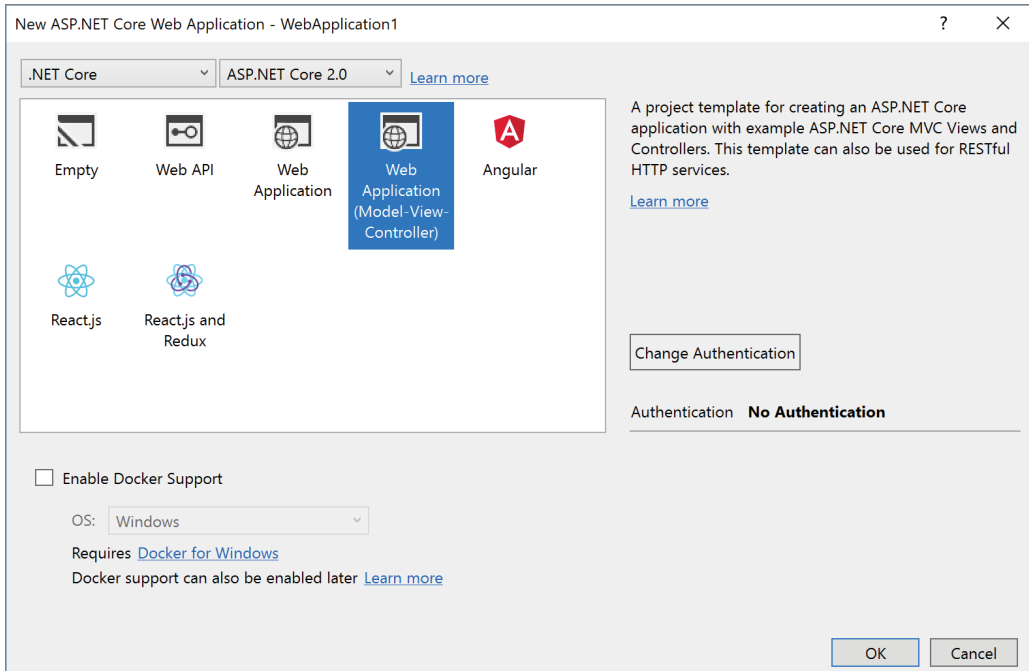 New ASP.NET Core Web Application - WebApplication1
?
.NET Core
ASP.NET Core 2.0
Learn more
Empty
Web API
Web
Application
Web
Application
(Model-View-
Controller)
Angular
React.js
React.js and
Redux
A project template for creating an ASP.NET Core
application with example ASP.NET Core MVC Views and
Controllers. This template can also be used for RESTful
HTTP services.
Learn more
Change Authentication
Authentication No Authentication
Enable Docker Support
OS: Windows
Requires Docker for Windows
Docker support can also be enabled later Learn more
OK
Cancel